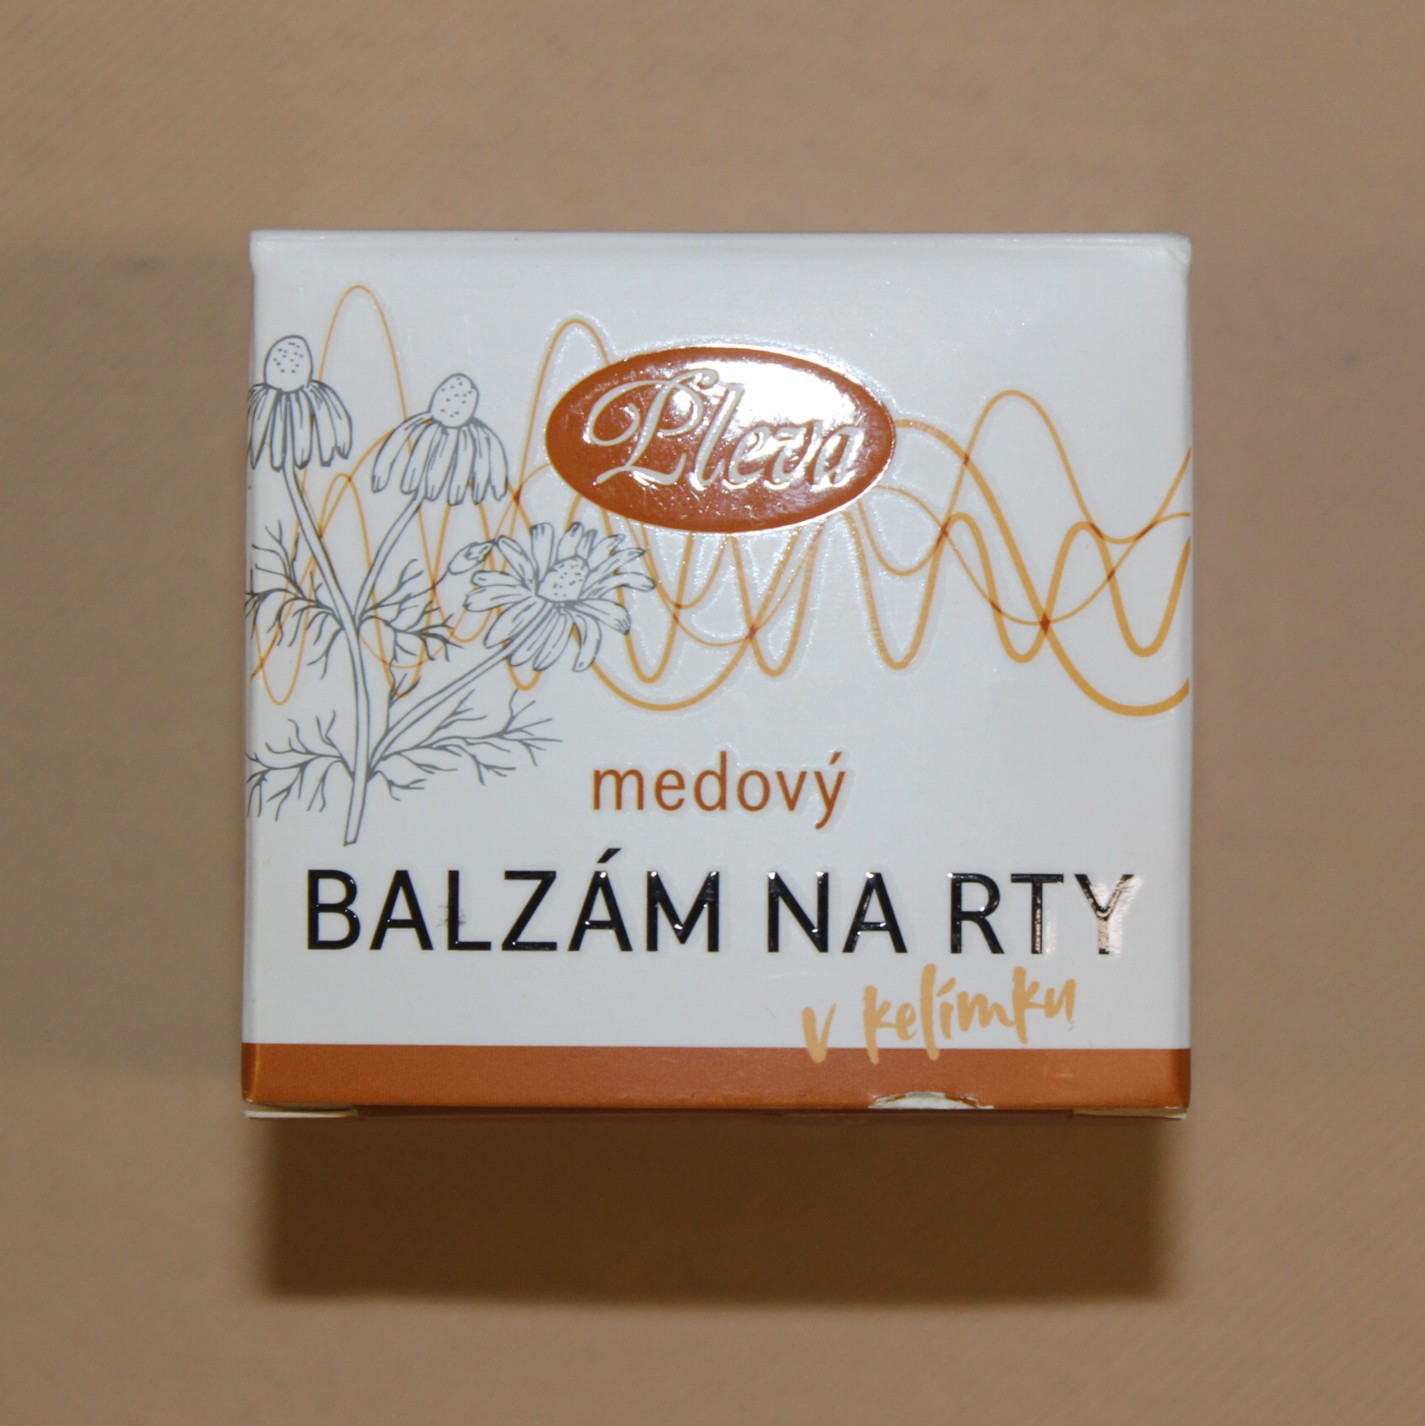 Pleva
medový
BALZÁM NA RTY
v kelímku